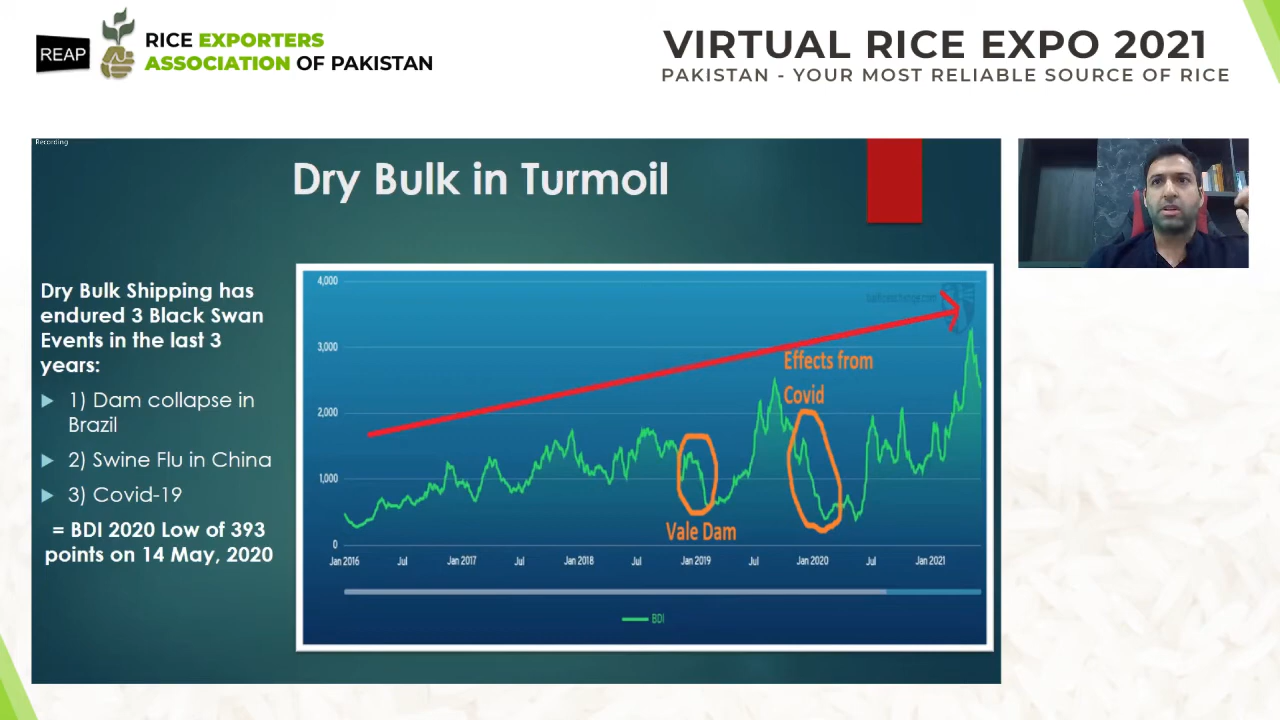 REAP
RICE EXPORTERS
ASSOCIATION OF PAKISTAN
VIRTUAL RICE EXPO 2021
PAKISTAN - YOUR MOST RELIABLE SOURCE OF RICE
Recording
Dry Bulk in Turmoil
Dry Bulk Shipping has
endured 3 Black Swan
Events in the last 3
years:
1) Dam collapse in
Brazil
2) Swine Flu in China
3) Covid-19
= BDI 2020 Low of 393
points on 14 May, 2020
4,000
3,000
2,000
1,000
0
Effects from
Covid
Vale Dam
Jan 2016 Jul Jan 2017 Jul Jan 2018 Jul Jan 2019 Jul Jan 2020 Jul Jan 2021
BDI